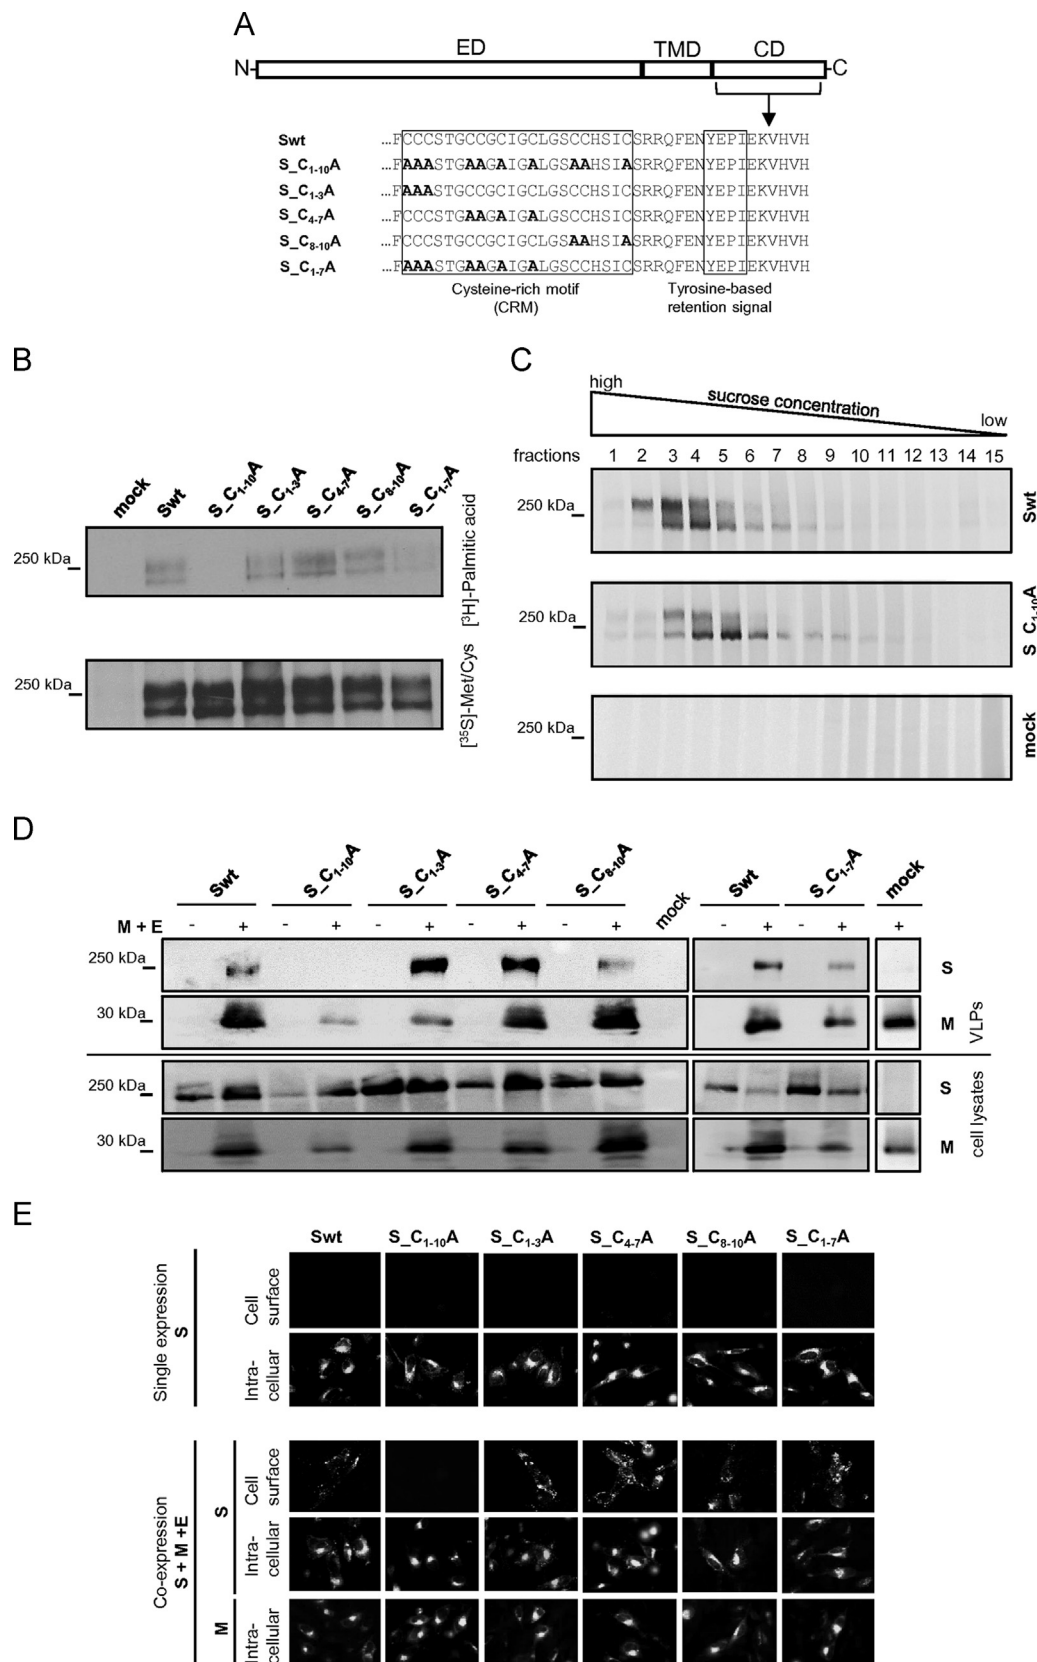 A
ED TMD CD
N C
Swt ...FCCCSTGCCGCIGCLGSCCHSICSRRQFENYEPIEKVHVH
S_C1-10A ...FAAASTGAAGAIGALGSAAHSIASRRQFENYEPIEKVHVH
S_C1-3A ...FAAASTGCCGCIGCLGSCCHSICSRRQFENYEPIEKVHVH
S_C4-7A ...FCCCSTGAAGAIGALGSCCHSICSRRQFENYEPIEKVHVH
S_C8-10A ...FCCCSTGCCGCIGCLGSAAHSIASRRQFENYEPIEKVHVH
S_C1-7A ...FAAASTGAAGAIGALGSCCHSICSRRQFENYEPIEKVHVH
Cysteine-rich motif
(CRM)
Tyrosine-based
retention signal
B
mock Swt S_C1-10A S_C1-3A S_C4-7A S_C8-10A S_C1-7A
250 kDa
[3H]-Palmitic acid
250 kDa
[35S]-Met/Cys
C
high sucrose concentration low
fractions 1 2 3 4 5 6 7 8 9 10 11 12 13 14 15
250 kDa
Swt
250 kDa
S C1-10A
250 kDa
mock
D
Swt S_C1-10A S_C1-3A S_C4-7A S_C8-10A mock Swt S_C1-7A mock
M + E - + - + - + - + - + - + - + +
250 kDa S
30 kDa M
VLPs
250 kDa S
30 kDa M
cell lysates
E
Swt S_C1-10A S_C1-3A S_C4-7A S_C8-10A S_C1-7A
Single expression
S
Cell
surface
Intra-
celluar
Co-expression
S + M +E
S
Cell
surface
Intra-
cellular
M
Intra-
cellular